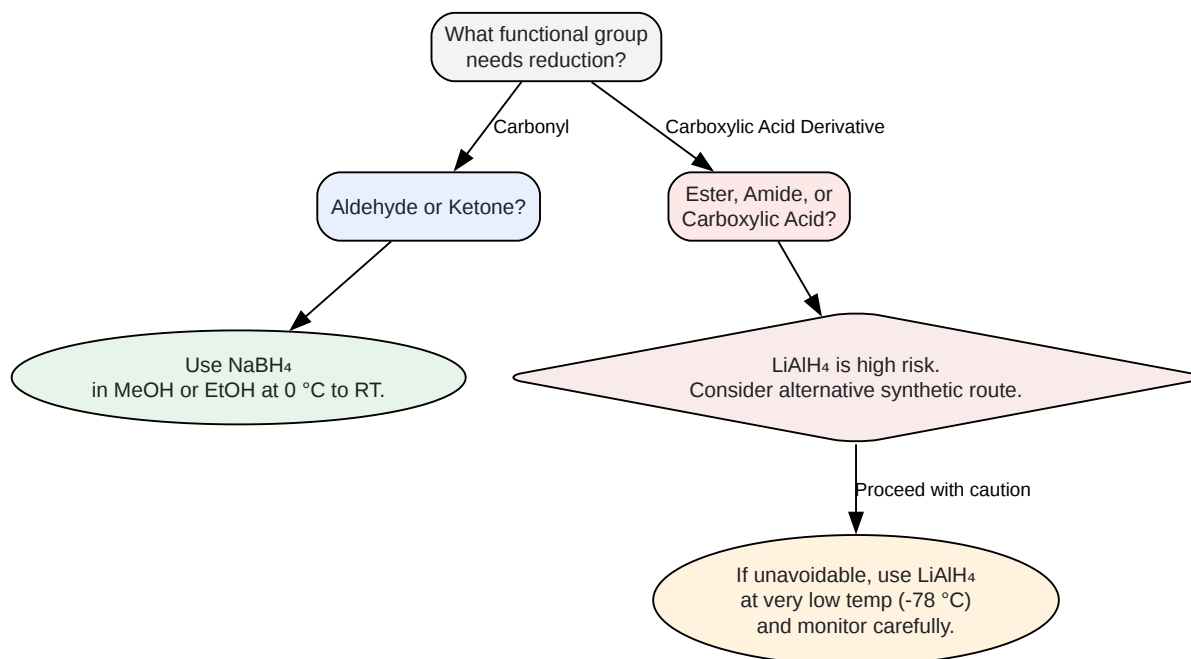 What functional group
needs reduction?
Carbonyl
Carboxylic Acid Derivative
Aldehyde or Ketone?
Ester, Amide, or
Carboxylic Acid?
Use NaBH₄
in MeOH or EtOH at 0 °C to RT.
LiAlH₄ is high risk.
Consider alternative synthetic route.
Proceed with caution
If unavoidable, use LiAlH₄
at very low temp (-78 °C)
and monitor carefully.